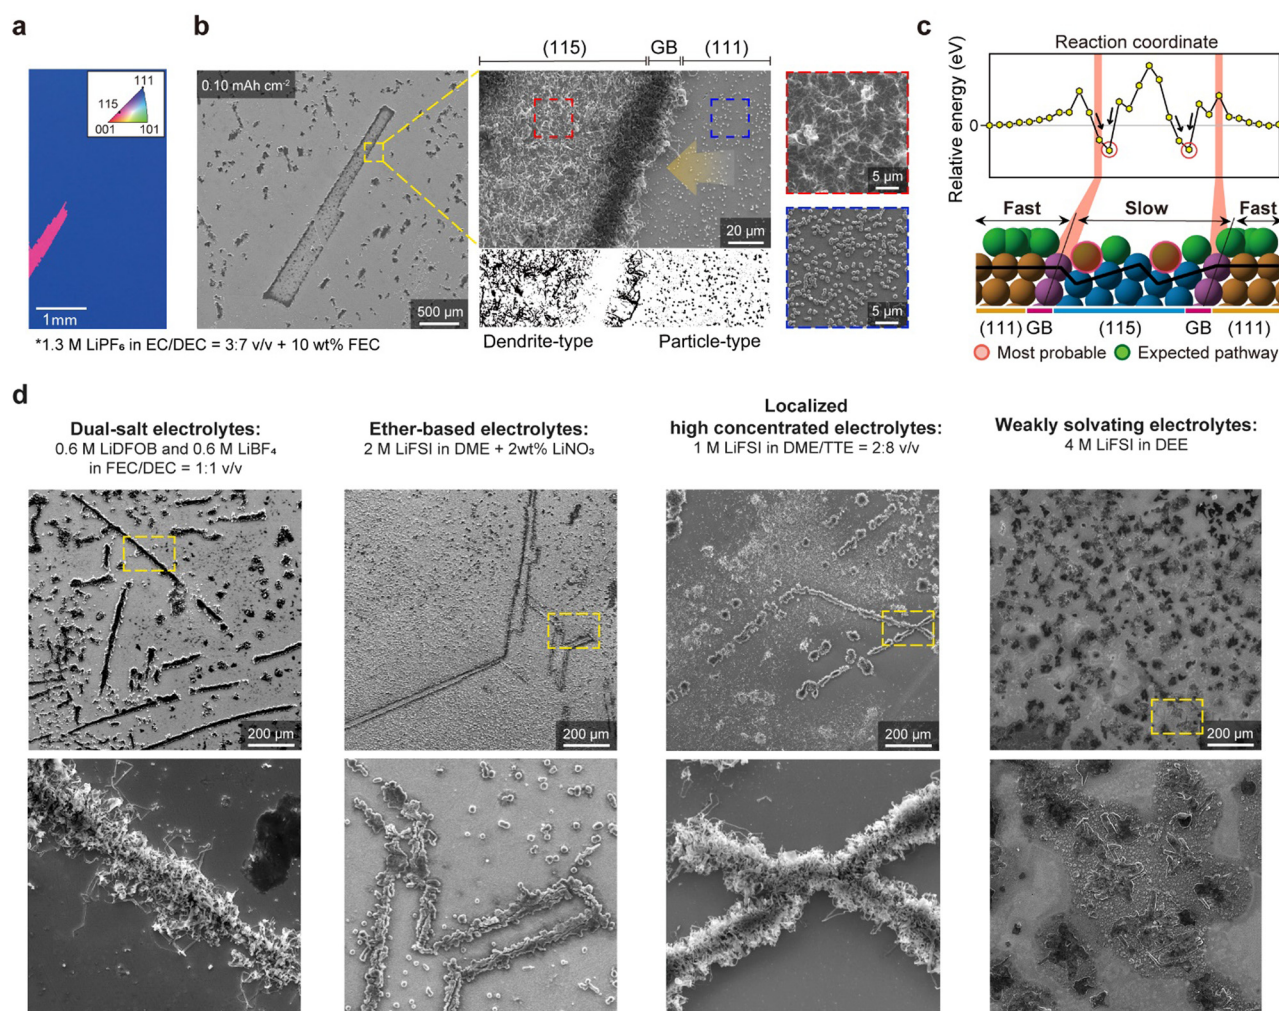 a
111
115
001
101
1mm
b
0.10 mAh cm⁻²
500 µm
(115)
GB
(111)
20 µm
Dendrite-type
Particle-type
5 µm
5 µm
*1.3 M LiPF₆ in EC/DEC = 3:7 v/v + 10 wt% FEC
c
Reaction coordinate
Relative energy (eV)
0
Fast
Slow
Fast
(111)
GB
(115)
GB
(111)
Most probable
Expected pathway
d
Dual-salt electrolytes:
0.6 M LiDFOB and 0.6 M LiBF₄
in FEC/DEC = 1:1 v/v
Ether-based electrolytes:
2 M LiFSI in DME + 2wt% LiNO₃
Localized
high concentrated electrolytes:
1 M LiFSI in DME/TTE = 2:8 v/v
Weakly solvating electrolytes:
4 M LiFSI in DEE
200 µm
200 µm
200 µm
200 µm